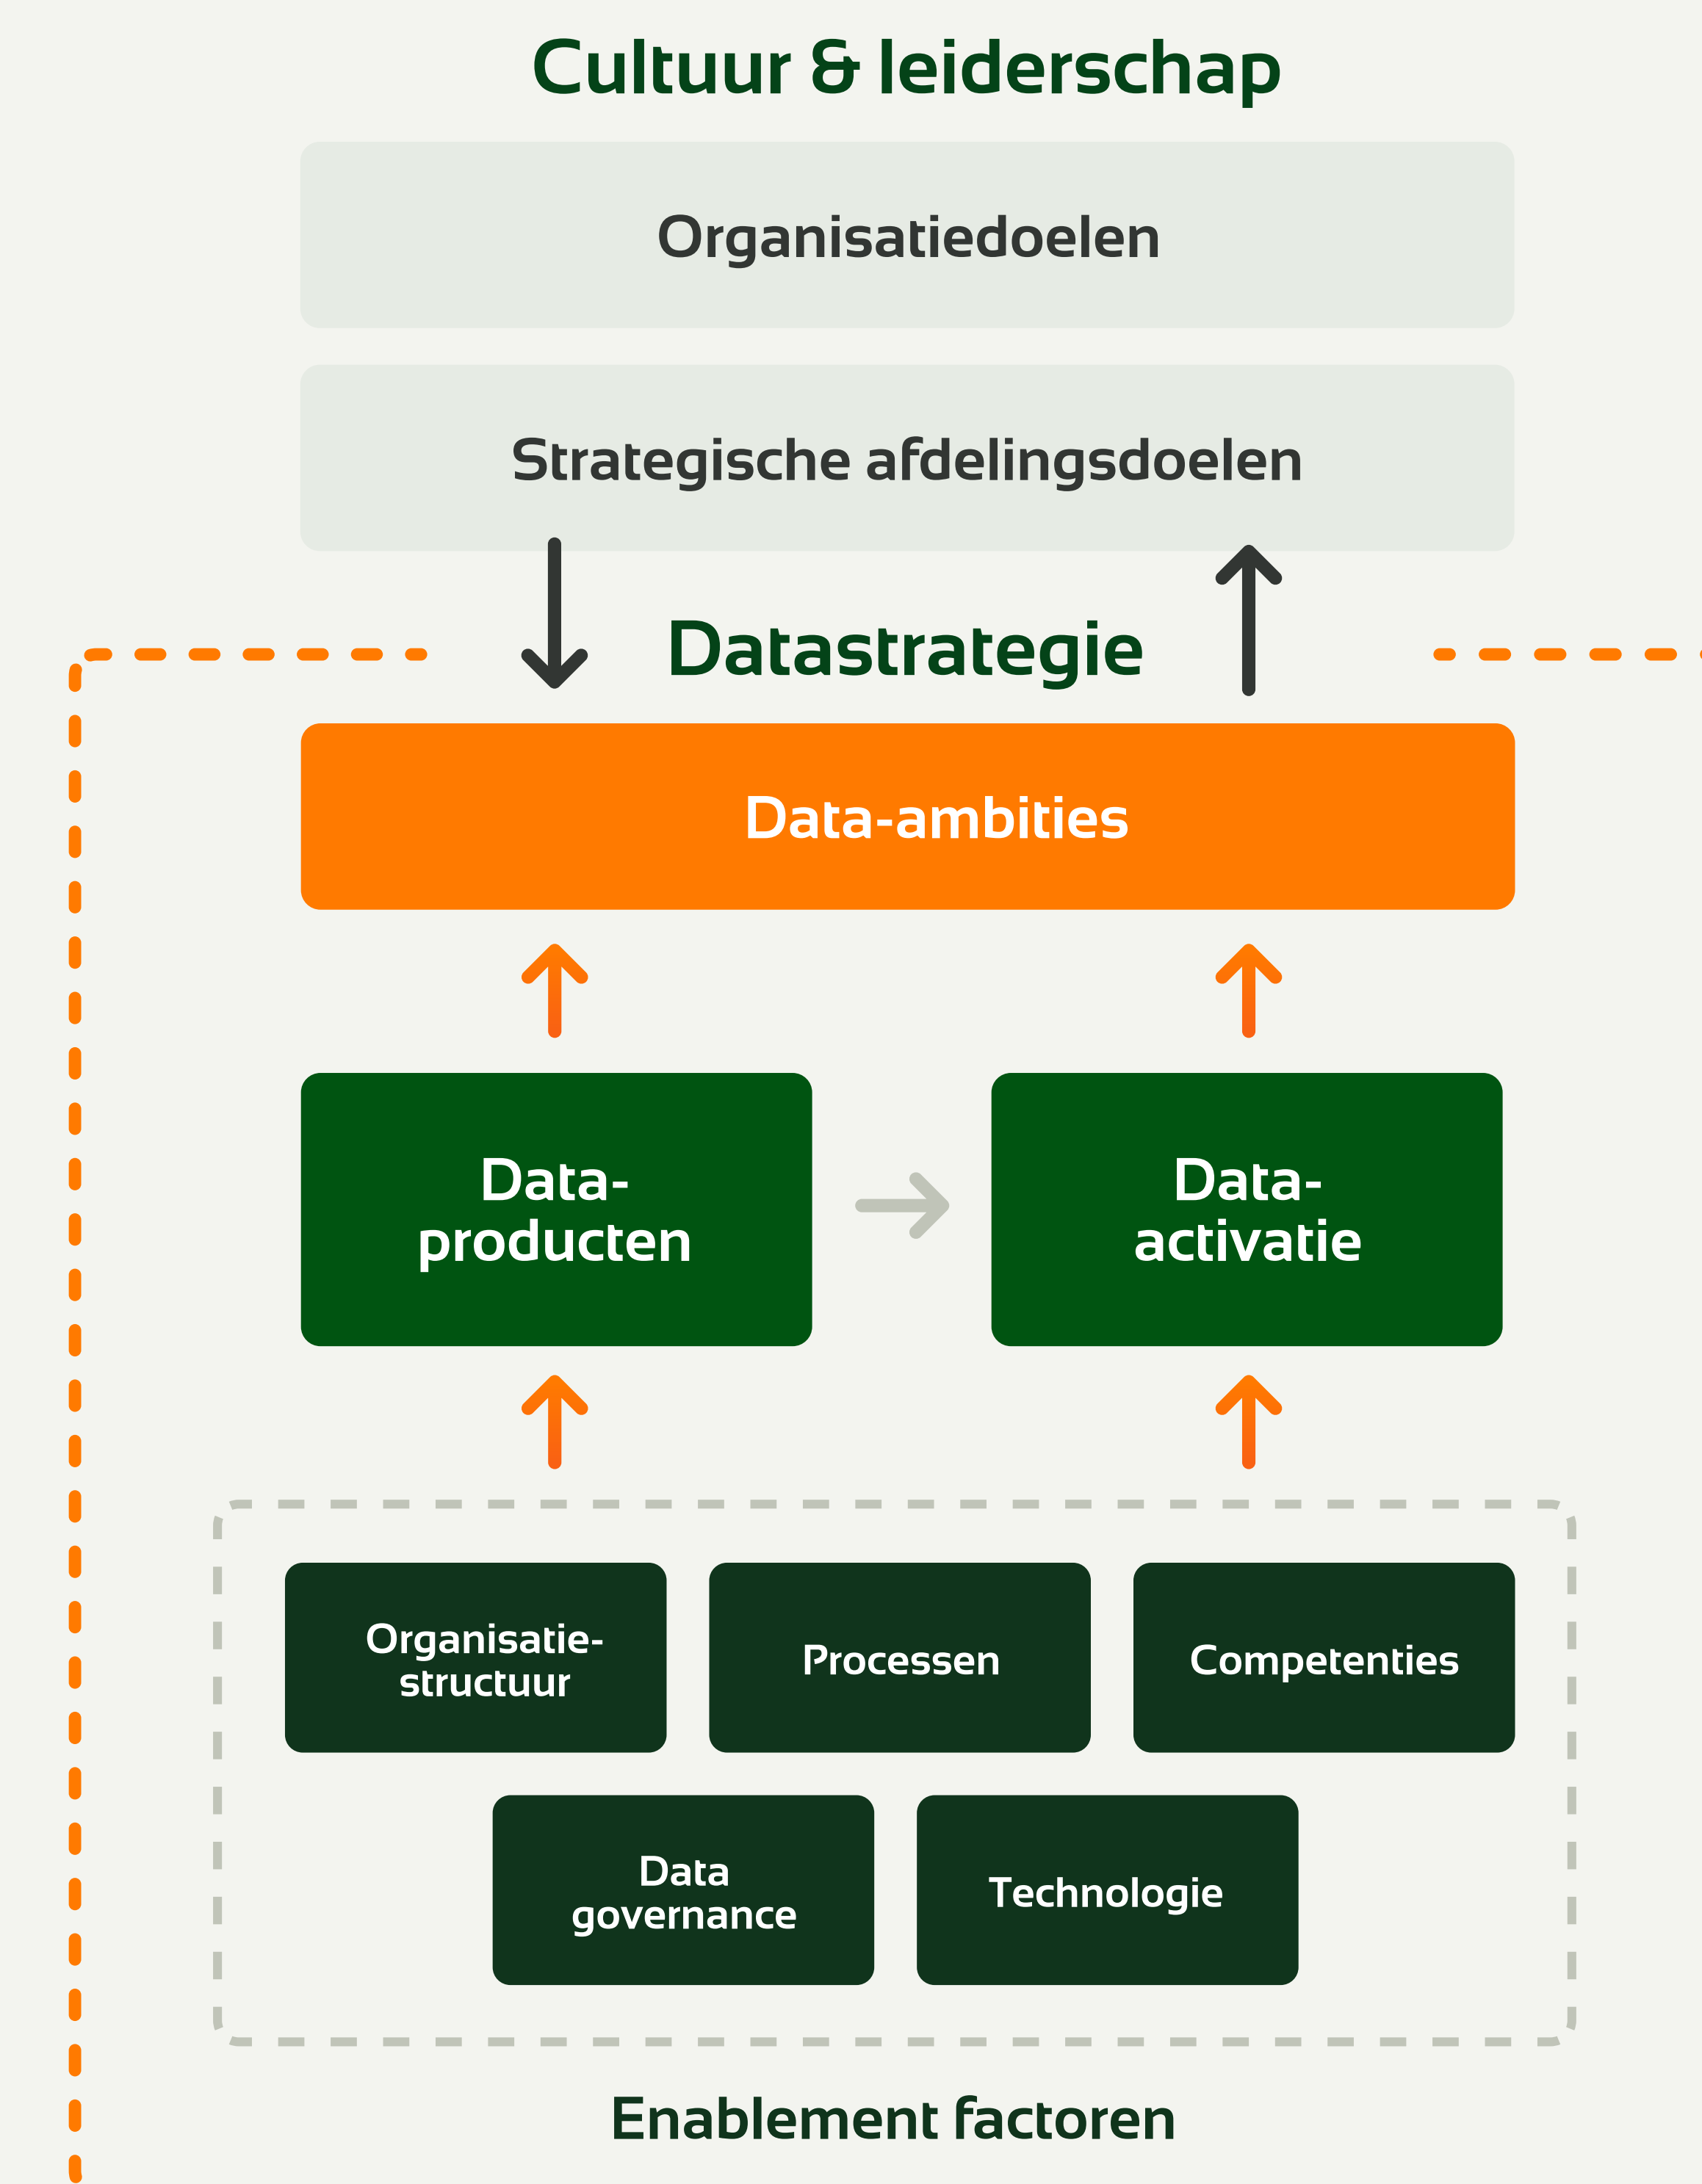 Cultuur & leiderschap
Organisatiedoelen
Strategische afdelingsdoelen
Datastrategie
Data-ambities
Data-
producten
Data-
activatie
Organisatie-
structuur
Processen
Competenties
Data
governance
Technologie
Enablement factoren